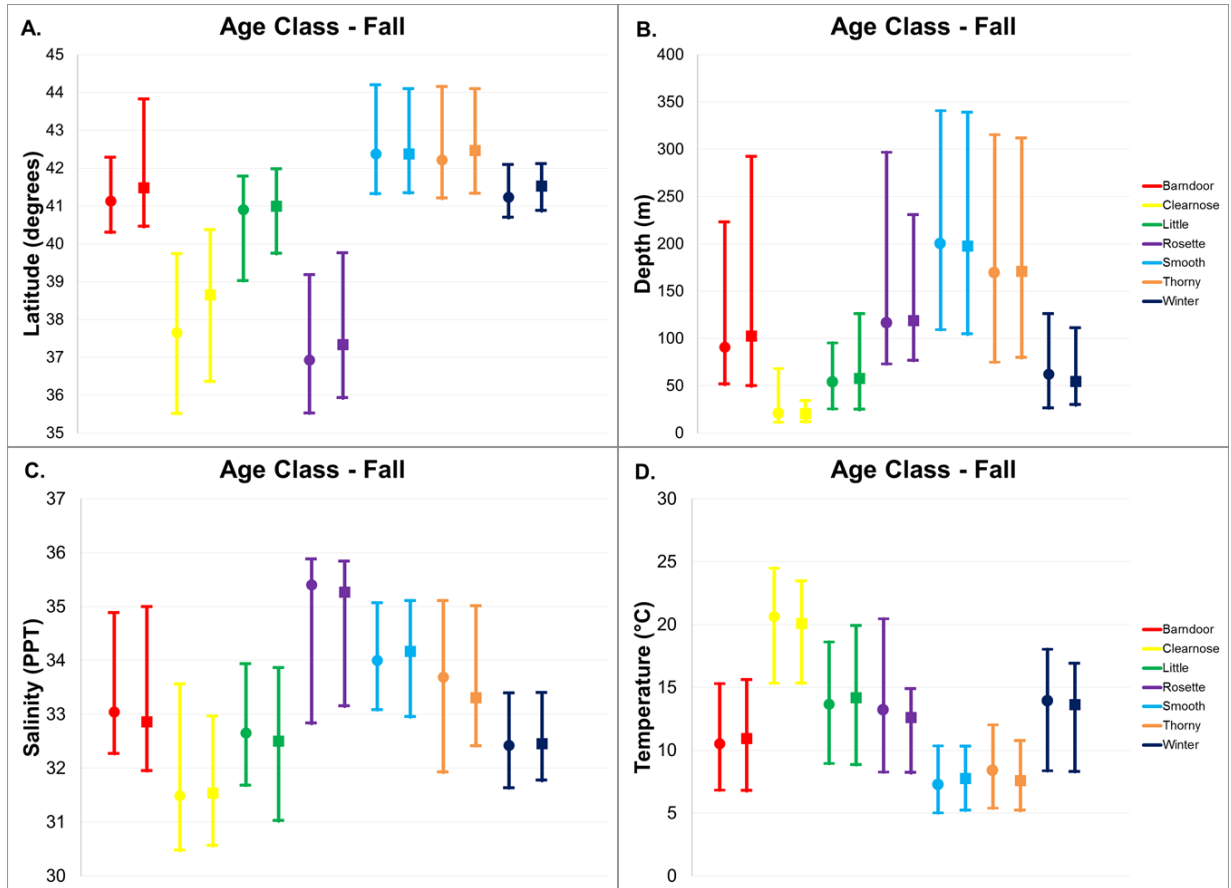 A.
Age Class - Fall
Latitude (degrees)
45
44
43
42
41
40
39
38
37
36
35
B.
Age Class - Fall
Depth (m)
400
350
300
250
200
150
100
50
0
Barndoor
Clearnose
Little
Rosette
Smooth
Thorny
Winter
C.
Age Class - Fall
Salinity (PPT)
37
36
35
34
33
32
31
30
D.
Age Class - Fall
Temperature (°C)
30
25
20
15
10
5
0
Barndoor
Clearnose
Little
Rosette
Smooth
Thorny
Winter